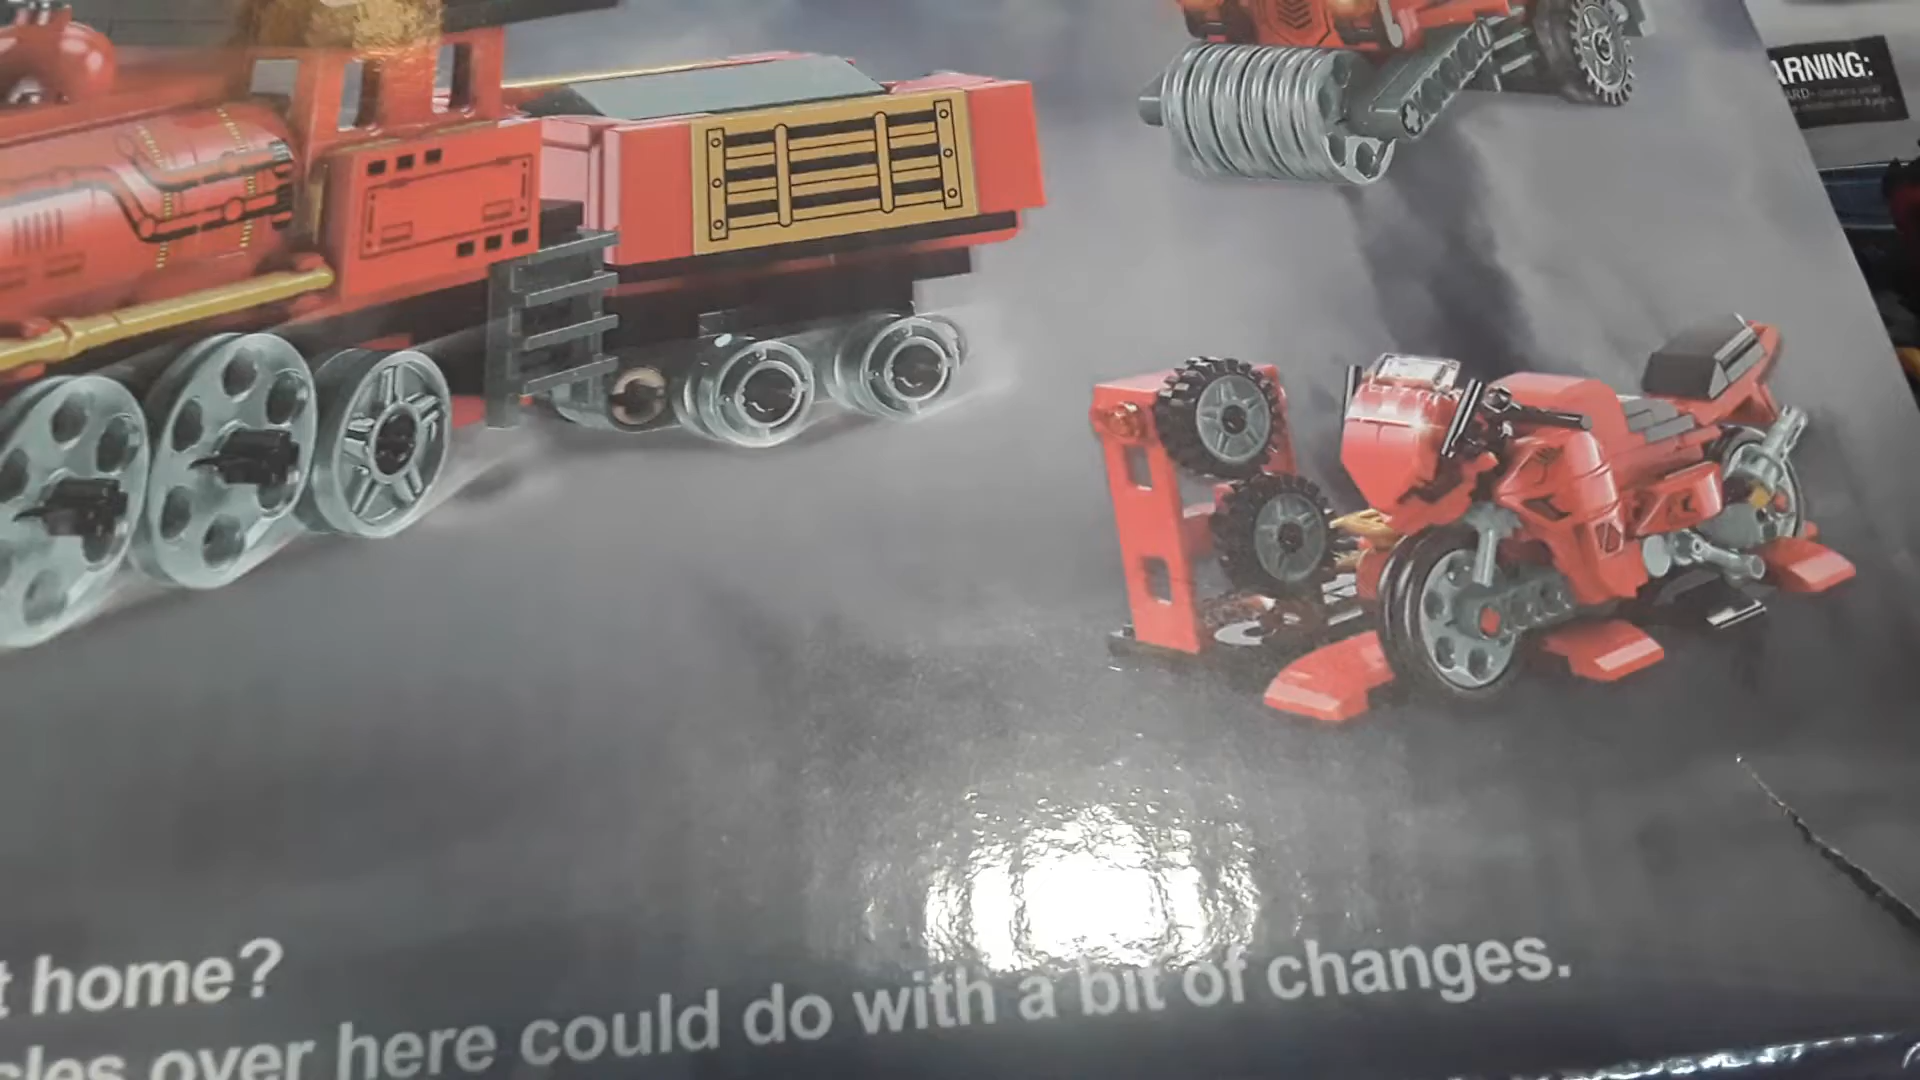 ARNING:
t home?
cles over here could do with a bit of changes.